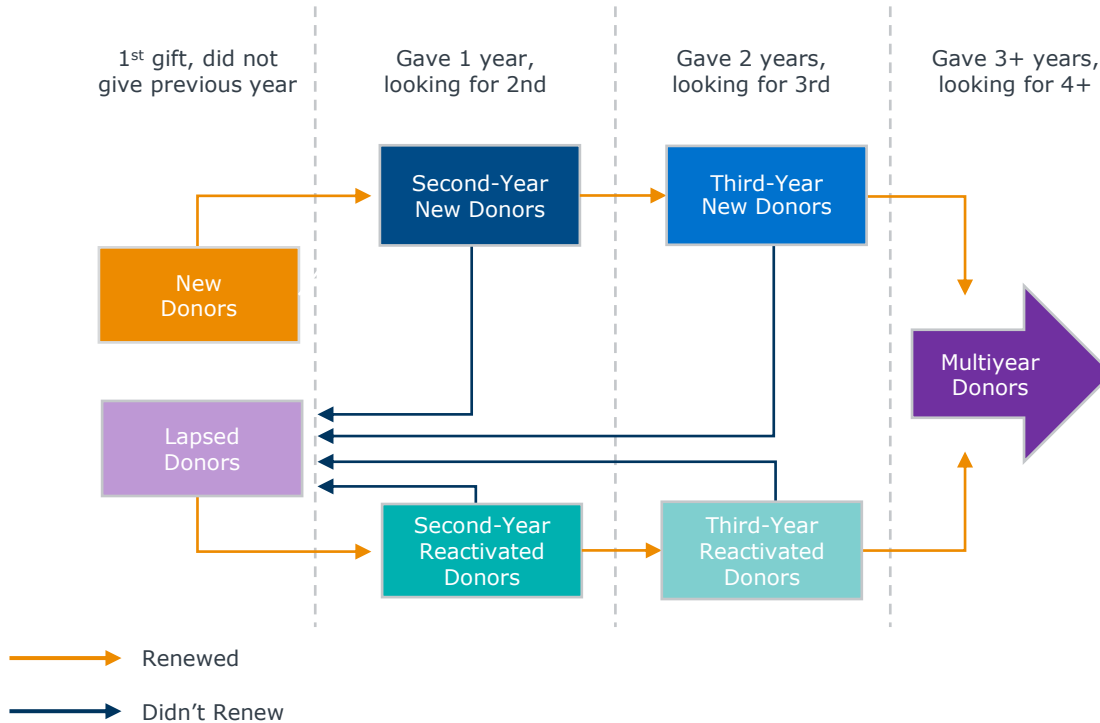 1st gift, did not
give previous year
Gave 1 year,
looking for 2nd
Gave 2 years,
looking for 3rd
Gave 3+ years,
looking for 4+
Second-Year
New Donors
Third-Year
New Donors
New
Donors
Multiyear
Donors
Lapsed
Donors
Second-Year
Reactivated
Donors
Third-Year
Reactivated
Donors
Renewed
Didn’t Renew